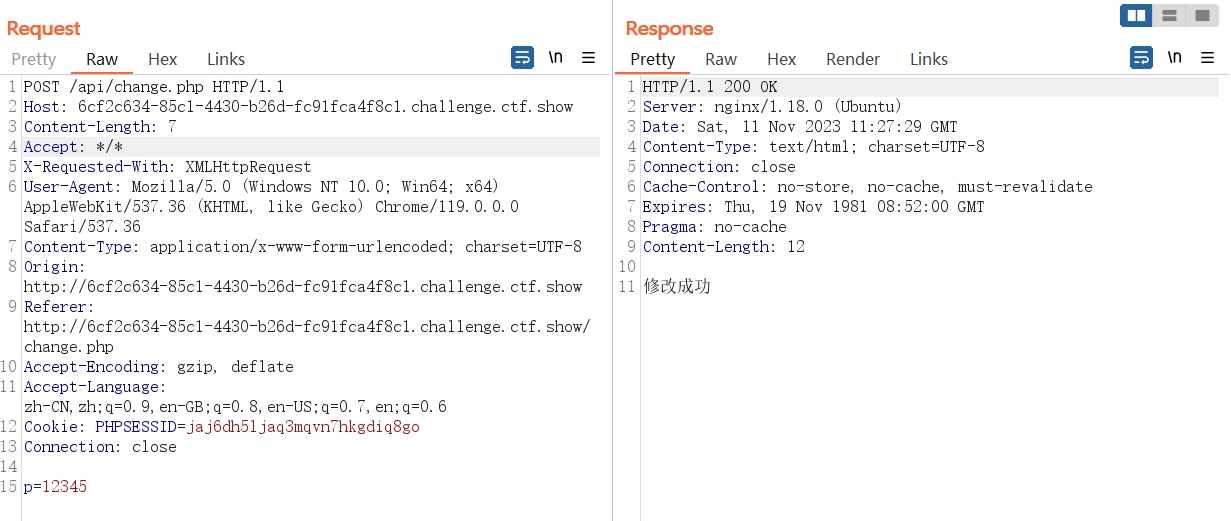 Request
Pretty Raw Hex Links \n
1 POST /api/change.php HTTP/1.1
2 Host: 6cf2c634-85c1-4430-b26d-fc91fca4f8c1.challenge.ctf.show
3 Content-Length: 7
4 Accept: */*
5 X-Requested-With: XMLHttpRequest
6 User-Agent: Mozilla/5.0 (Windows NT 10.0; Win64; x64)
AppleWebKit/537.36 (KHTML, like Gecko) Chrome/119.0.0.0
Safari/537.36
7 Content-Type: application/x-www-form-urlencoded; charset=UTF-8
8 Origin:
http://6cf2c634-85c1-4430-b26d-fc91fca4f8c1.challenge.ctf.show
9 Referer:
http://6cf2c634-85c1-4430-b26d-fc91fca4f8c1.challenge.ctf.show/
change.php
10 Accept-Encoding: gzip, deflate
11 Accept-Language:
zh-CN,zh;q=0.9,en-GB;q=0.8,en-US;q=0.7,en;q=0.6
12 Cookie: PHPSESSID=jaj6dh5ljaq3mqvn7hkgdiq8go
13 Connection: close
14
15 p=12345
Response
Pretty Raw Hex Render Links \n
1 HTTP/1.1 200 OK
2 Server: nginx/1.18.0 (Ubuntu)
3 Date: Sat, 11 Nov 2023 11:27:29 GMT
4 Content-Type: text/html; charset=UTF-8
5 Connection: close
6 Cache-Control: no-store, no-cache, must-revalidate
7 Expires: Thu, 19 Nov 1981 08:52:00 GMT
8 Pragma: no-cache
9 Content-Length: 12
10
11 修改成功